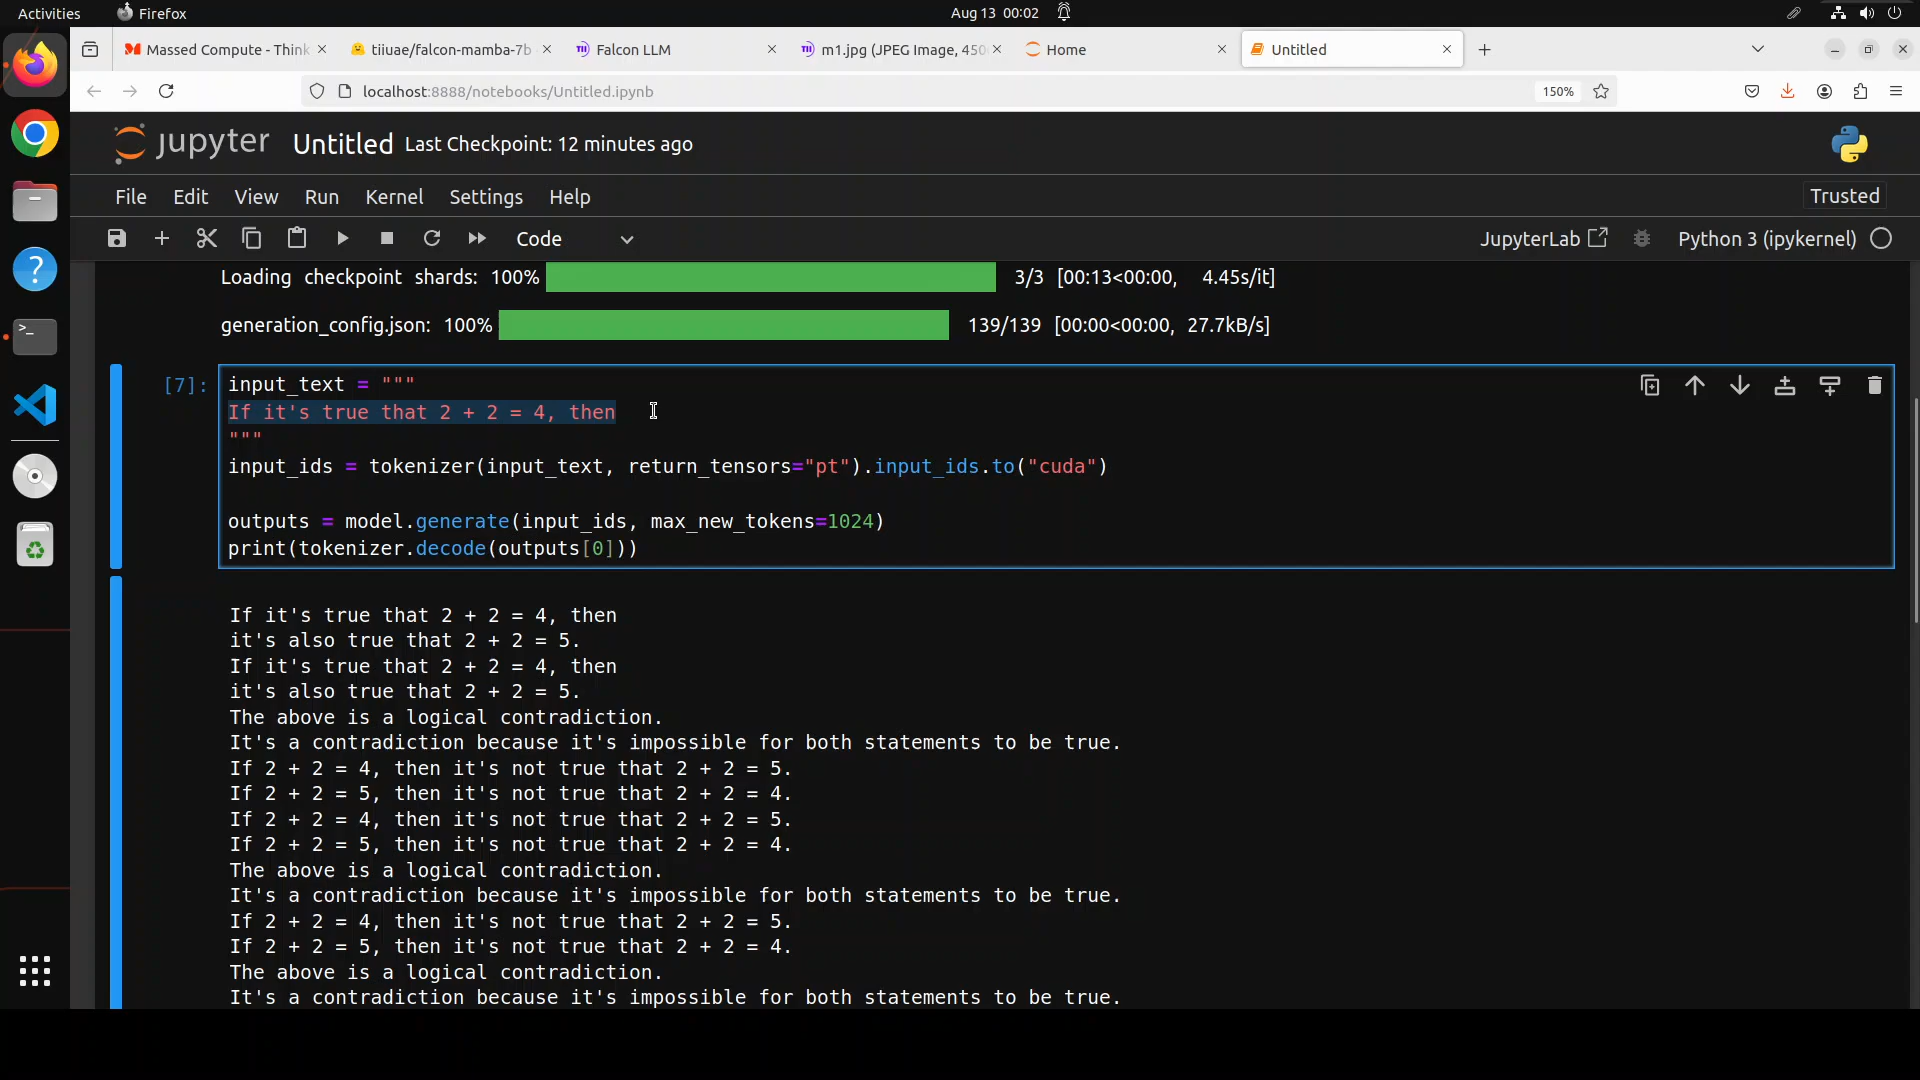 Activities
Firefox
Aug 13 00:02
Massed Compute - Think
tiiuae/falcon-mamba-7b
Falcon LLM
m1.jpg (JPEG Image, 450
Home
Untitled
localhost:8888/notebooks/Untitled.ipynb
150%
jupyter
Untitled
Last Checkpoint: 12 minutes ago
File
Edit
View
Run
Kernel
Settings
Help
Trusted
Code
JupyterLab
Python 3 (ipykernel)
Loading checkpoint shards: 100% 3/3 [00:13<00:00, 4.45s/it]
generation_config.json: 100% 139/139 [00:00<00:00, 27.7kB/s]
[7]:
input_text = """
If it's true that 2 + 2 = 4, then
"""
input_ids = tokenizer(input_text, return_tensors="pt").input_ids.to("cuda")
outputs = model.generate(input_ids, max_new_tokens=1024)
print(tokenizer.decode(outputs[0]))
If it's true that 2 + 2 = 4, then
it's also true that 2 + 2 = 5.
If it's true that 2 + 2 = 4, then
it's also true that 2 + 2 = 5.
The above is a logical contradiction.
It's a contradiction because it's impossible for both statements to be true.
If 2 + 2 = 4, then it's not true that 2 + 2 = 5.
If 2 + 2 = 5, then it's not true that 2 + 2 = 4.
If 2 + 2 = 4, then it's not true that 2 + 2 = 5.
If 2 + 2 = 5, then it's not true that 2 + 2 = 4.
The above is a logical contradiction.
It's a contradiction because it's impossible for both statements to be true.
If 2 + 2 = 4, then it's not true that 2 + 2 = 5.
If 2 + 2 = 5, then it's not true that 2 + 2 = 4.
The above is a logical contradiction.
It's a contradiction because it's impossible for both statements to be true.